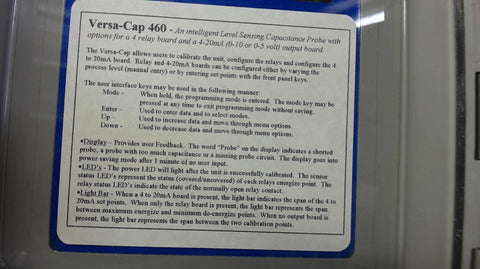 Versa-Cap 460 - An intelligent Level Sensing Capacitance Probe with
options for a 4 relay board and a 4-20mA (0-10 or 0-5 volt) output board.
The Versa-Cap allows users to calibrate the unit, configure the relays and configure the 4
to 20mA board. Relay and 4-20mA boards can be configured either by varying the
process level (manual entry) or by entering set points with the front panel keys.
The user interface keys may be used in the following manner:
Mode - When held, the programming mode is entered. The mode key may be
pressed at any time to exit programming mode without saving.
Enter – Used to enter data and to select modes.
Up – Used to increase data and move through menu options.
Down - Used to decrease data and move through menu options.
•Display – Provides user Feedback. The word "Probe" on the display indicates a shorted
probe, a probe with too much capacitance or a missing probe circuit. The display goes into
power saving mode after 1 minute of no user input.
•LED's - The power LED will light after the unit is successfully calibrated. The sensor
status LED's represent the status (covered/uncovered) of each relays energize point. The
relay status LED's indicate the state of the normally open relay contact.
•Light Bar - When a 4 to 20mA board is present, the light bar indicates the span of the 4 to
20mA set points. When only the relay board is present, the light bar represents the span
between maximum energize and minimum de-energize points. When no output board is
present, the light bar represents the span between the two calibration points.